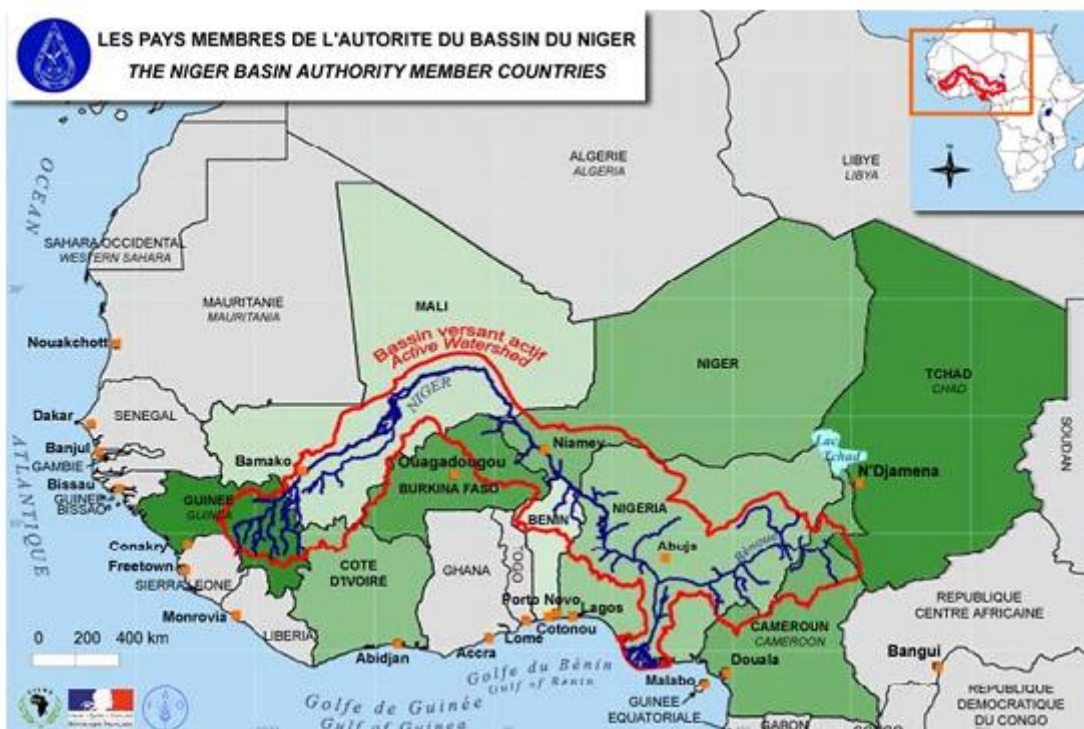 LES PAYS MEMBRES DE L'AUTORITE DU BASSIN DU NIGER
THE NIGER BASIN AUTHORITY MEMBER COUNTRIES
OCEAN
ATLANTIQUE
ALGERIE
ALGERIA
LIBYE
LIBYA
SAHARA OCCIDENTAL
WESTERN SAHARA
MAURITANIE
MAURITANIA
MALI
Nouakchott
Bassin versant actif
Active Watershed
NIGER
NIGER
TCHAD
CHAD
SOUDAN
Dakar
SENEGAL
Banjul
GAMBIE
Bissau
GUINEE
BISSAO
Bamako
Niamey
Lac
Tchad
N'Djamena
Ouagadougou
BURKINA FASO
GUINEE
GUINEA
BENIN
NIGERIA
Conakry
Freetown
SIERRA LEONE
COTE
D'IVOIRE
GHANA
TOGO
Abuja
Bénoué
Monrovia
LIBERIA
Porto Novo
Lagos
Cotonou
Lomé
Accra
Abidjan
CAMEROUN
CAMEROON
REPUBLIQUE
CENTRE AFRICAINE
Bangui
Douala
Malabo
GUINEE
EQUATORIALE
GABON
REPUBLIQUE
DEMOCRATIQUE
DU CONGO
Golfe du Bénin
Gulf of Benin
Golfe de Guinée
Gulf of Guinea
0 200 400 km